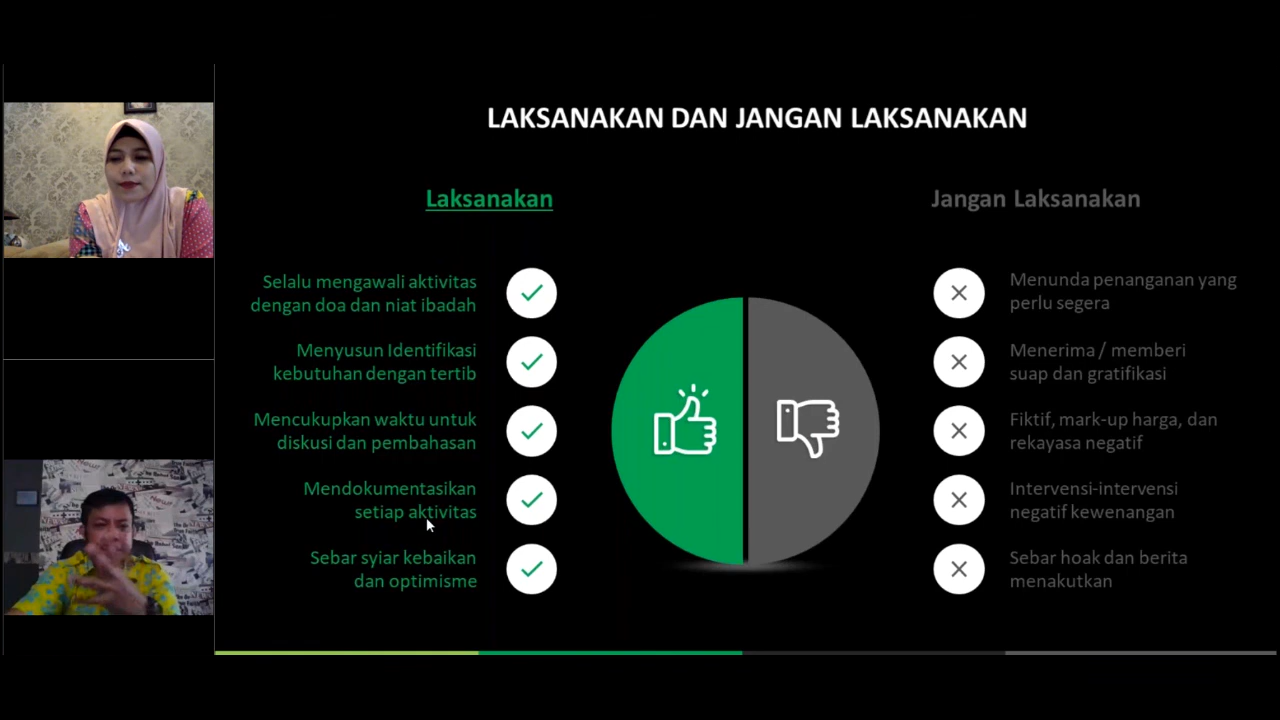 LAKSANAKAN DAN JANGAN LAKSANAKAN
Laksanakan
Selalu mengawali aktivitas
dengan doa dan niat ibadah
Menyusun Identifikasi
kebutuhan dengan tertib
Mencukupkan waktu untuk
diskusi dan pembahasan
Mendokumentasikan
setiap aktivitas
Sebar syiar kebaikan
dan optimisme
Jangan Laksanakan
Menunda penanganan yang
perlu segera
Menerima / memberi
suap dan gratifikasi
Fiktif, mark-up harga, dan
rekayasa negatif
Intervensi-intervensi
negatif kewenangan
Sebar hoak dan berita
menakutkan